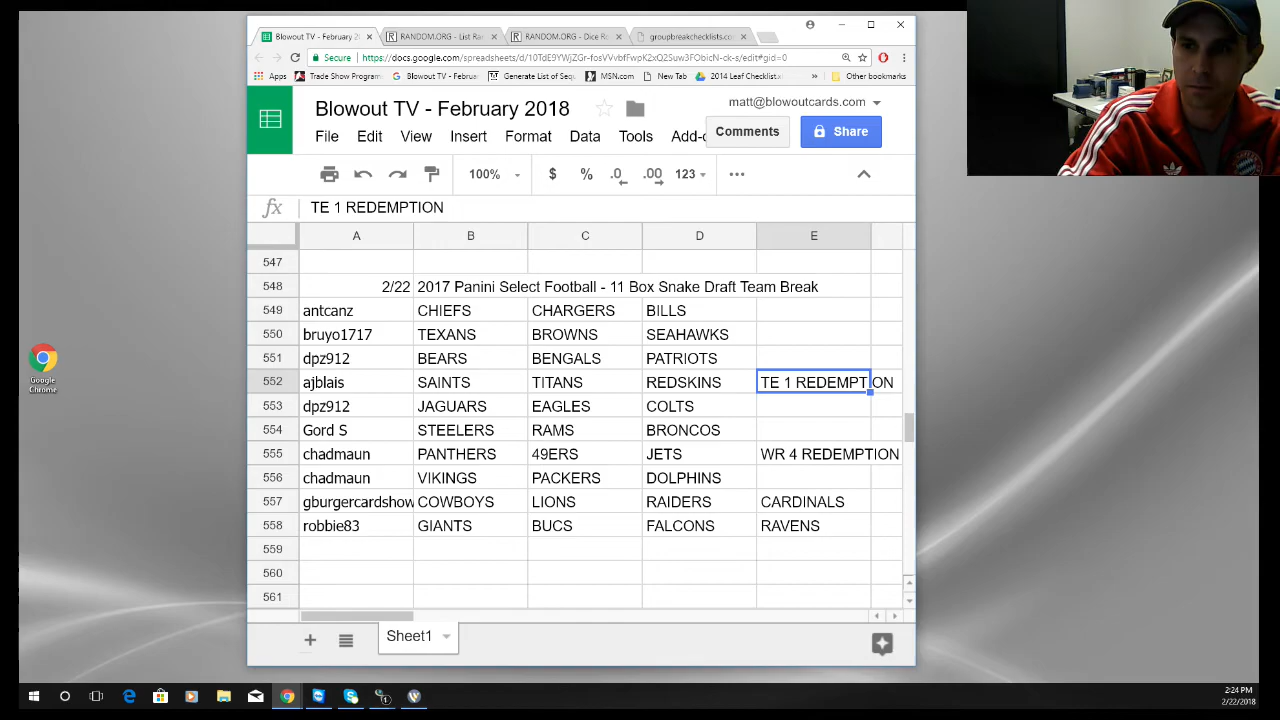 Blowout TV - February 2
RANDOM.ORG - List Ra
RANDOM.ORG - Dice Ro
groupbreakchecklists.co
Secure
https://docs.google.com/spreadsheets/d/10TdE9YWjZGr-fosVVvbfFwpK2Q2Suw3FObicN-ck-s/edit#gid=0
Apps
Trade Show Program
Blowout TV - Februa
Generate List of Seq
MSN.com
New Tab
2014 Leaf Checklist
»
Other bookmarks
Blowout TV - February 2018
matt@blowoutcards.com
File Edit View Insert Format Data Tools Add-o
Comments
Share
100% $ % .0 .00 123
fx TE 1 REDEMPTION
A B C D E
547
548 2/22 2017 Panini Select Football - 11 Box Snake Draft Team Break
549 antcanz CHIEFS CHARGERS BILLS
550 bruyo1717 TEXANS BROWNS SEAHAWKS
551 dpz912 BEARS BENGALS PATRIOTS
552 ajblais SAINTS TITANS REDSKINS TE 1 REDEMPTION
553 dpz912 JAGUARS EAGLES COLTS
554 Gord S STEELERS RAMS BRONCOS
555 chadmaun PANTHERS 49ERS JETS WR 4 REDEMPTION
556 chadmaun VIKINGS PACKERS DOLPHINS
557 gburgercardshow COWBOYS LIONS RAIDERS CARDINALS
558 robbie83 GIANTS BUCS FALCONS RAVENS
559
560
561
Sheet1
Google
Chrome
2:24 PM
2/22/2018